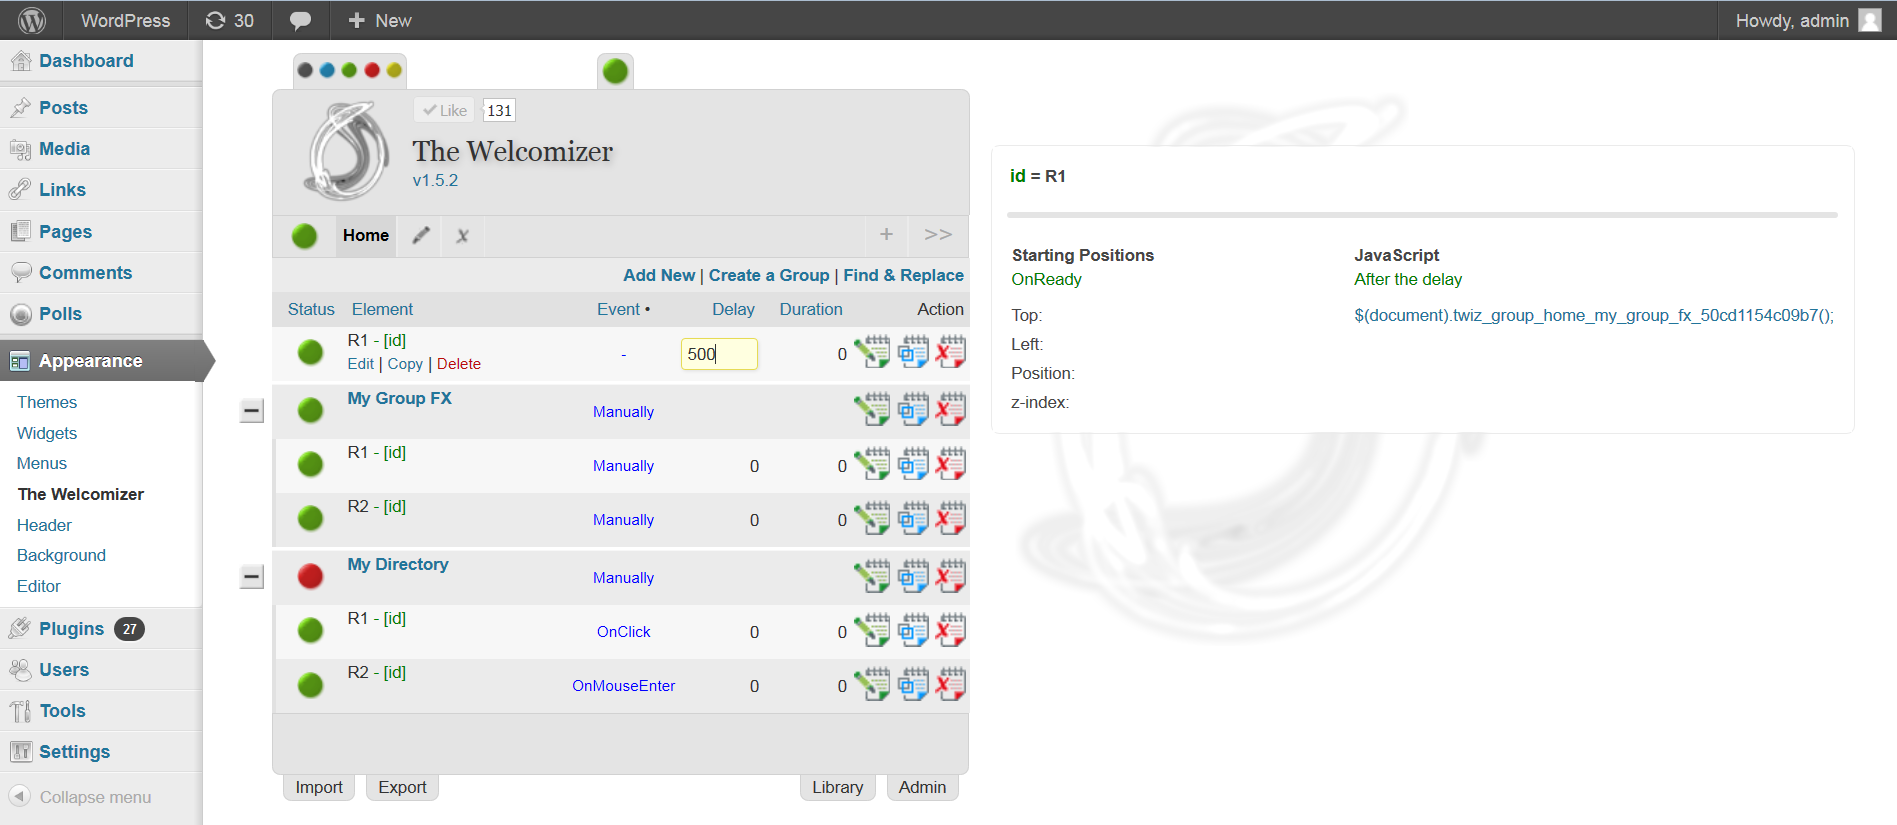 WordPress
30
New
Howdy, admin
Dashboard
Posts
Media
Links
Pages
Comments
Polls
Appearance
Themes
Widgets
Menus
The Welcomizer
Header
Background
Editor
Plugins 27
Users
Tools
Settings
Collapse menu
Like 131
The Welcomizer
v1.5.2
Home x + >>
Add New | Create a Group | Find & Replace
Status Element Event • Delay Duration Action
R1 - [id]
Edit | Copy | Delete
- 500 0
My Group FX
Manually
R1 - [id]
Manually 0 0
R2 - [id]
Manually 0 0
My Directory
Manually
R1 - [id]
OnClick 0 0
R2 - [id]
OnMouseEnter 0 0
Import Export Library Admin
id = R1
Starting Positions
OnReady
Top:
Left:
Position:
z-index:
JavaScript
After the delay
$(document).twiz_group_home_my_group_fx_50cd1154c09b7();